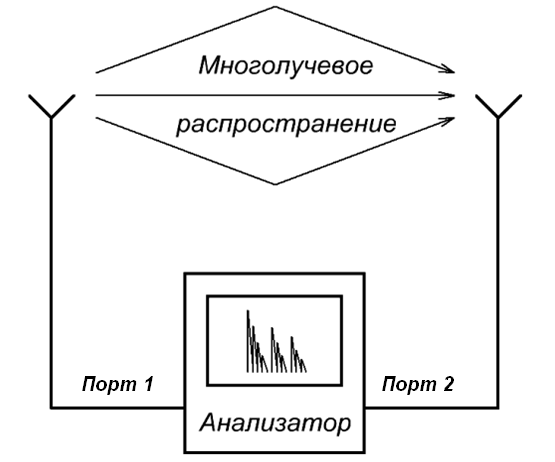 Многолучевое
распространение
Порт 1
Порт 2
Анализатор